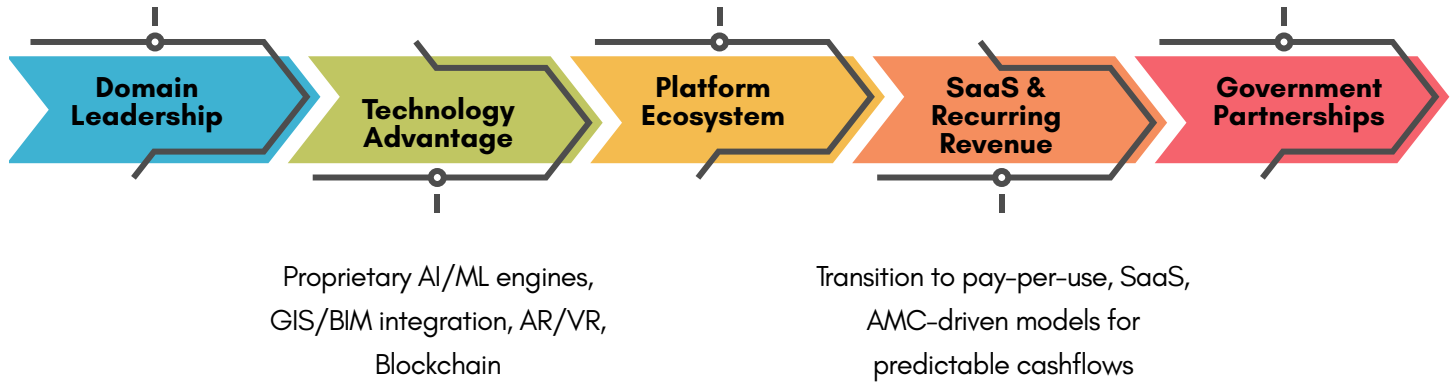 Domain
Leadership
Technology
Advantage
Platform
Ecosystem
SaaS &
Recurring
Revenue
Government
Partnerships
Proprietary AI/ML engines,
GIS/BIM integration, AR/VR,
Blockchain
Transition to pay-per-use, SaaS,
AMC-driven models for
predictable cashflows